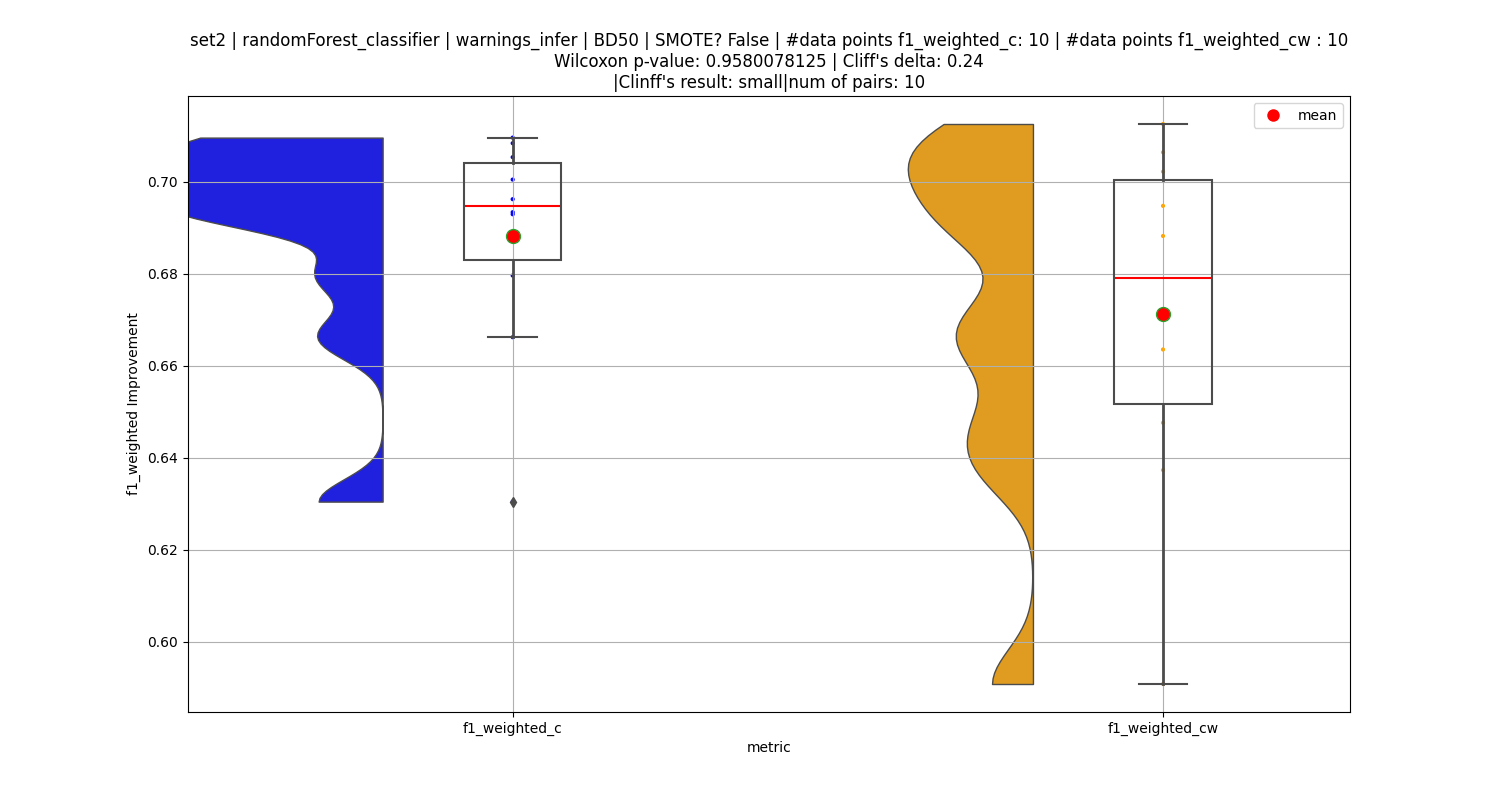 set2 | randomForest_classifier | warnings_infer | BD50 | SMOTE? False | #data points f1_weighted_c: 10 | #data points f1_weighted_cw : 10
Wilcoxon p-value: 0.9580078125 | Cliff's delta: 0.24
|Clinff's result: small|num of pairs: 10
mean
0.70
0.68
0.66
0.64
0.62
0.60
f1_weighted Improvement
f1_weighted_c
f1_weighted_cw
metric